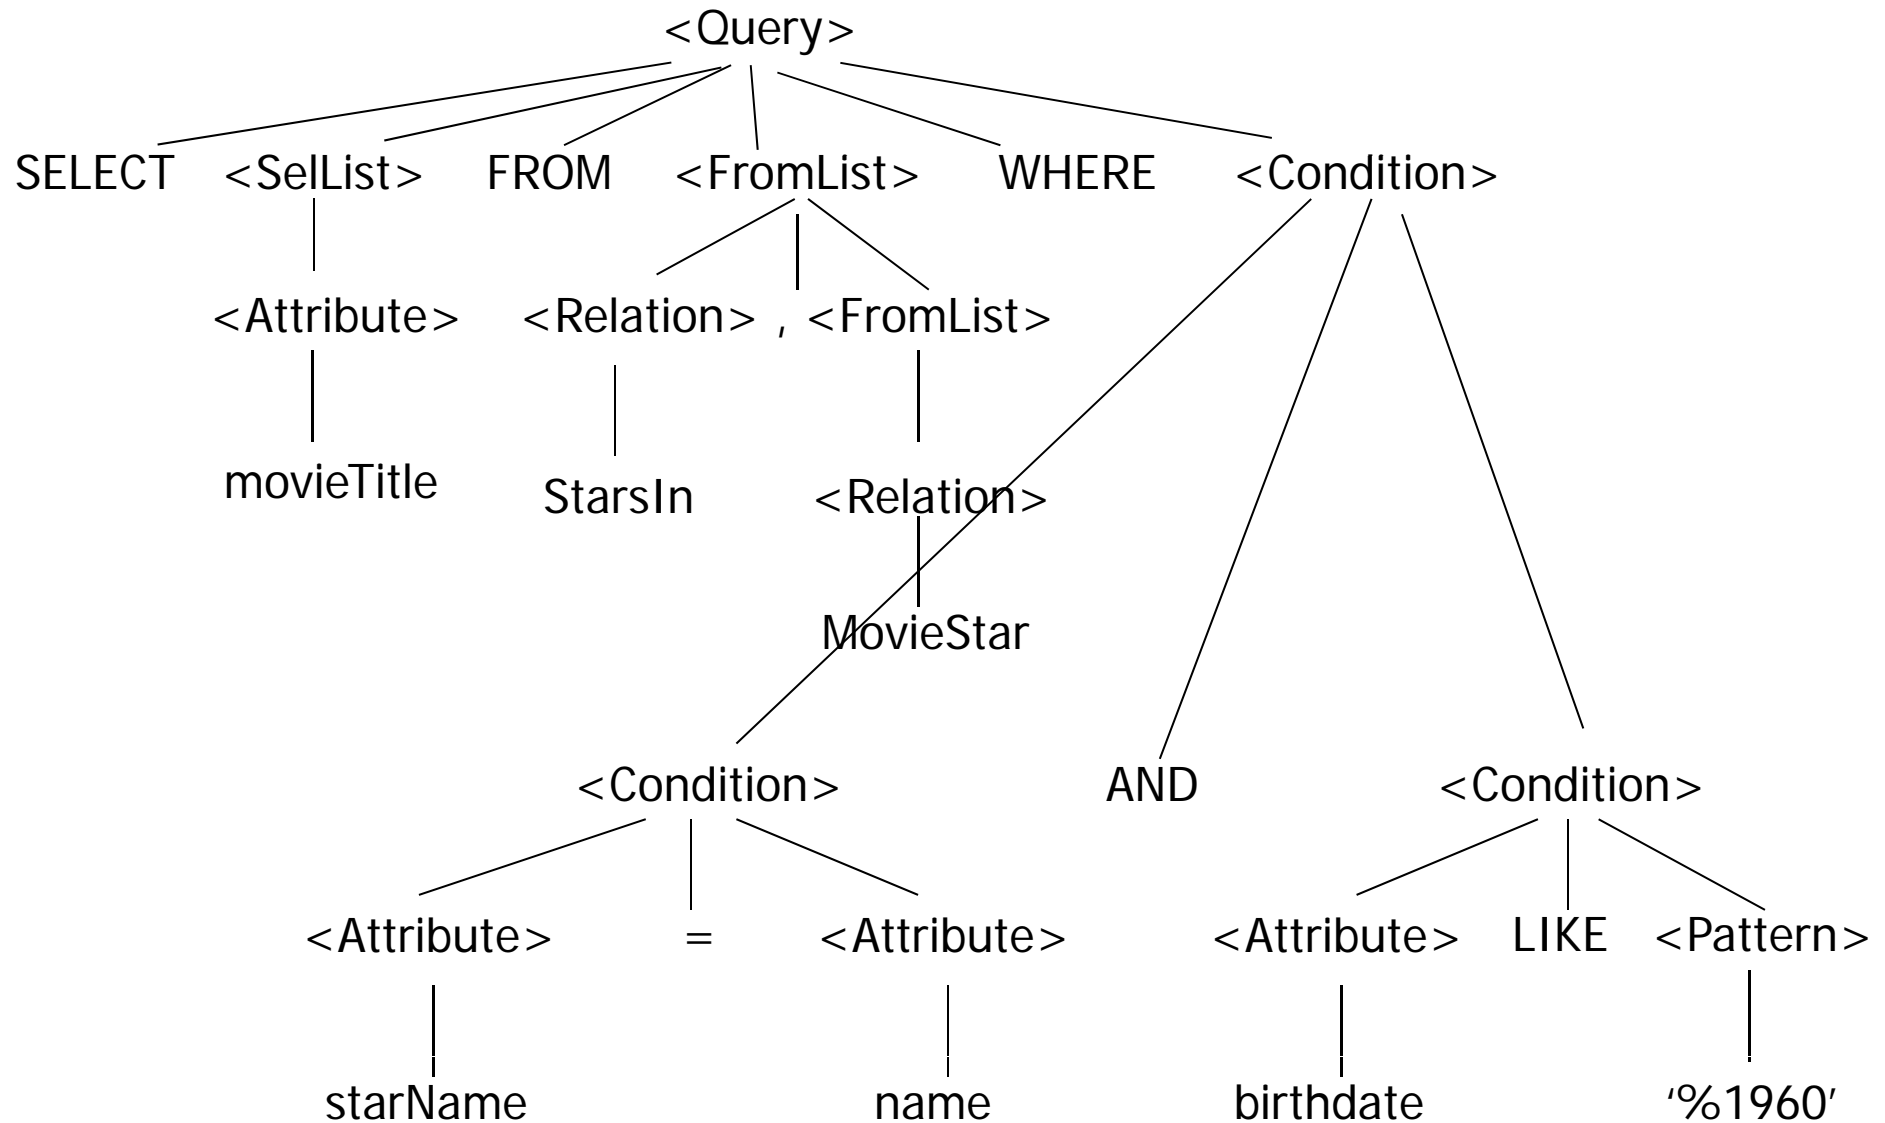 <Query>
SELECT <SelList> FROM <FromList> WHERE <Condition>
<Attribute> <Relation> , <FromList>
movieTitle StarsIn <Relation>
MovieStar
<Condition> AND <Condition>
<Attribute> = <Attribute> <Attribute> LIKE <Pattern>
starName name birthdate ‘%1960’